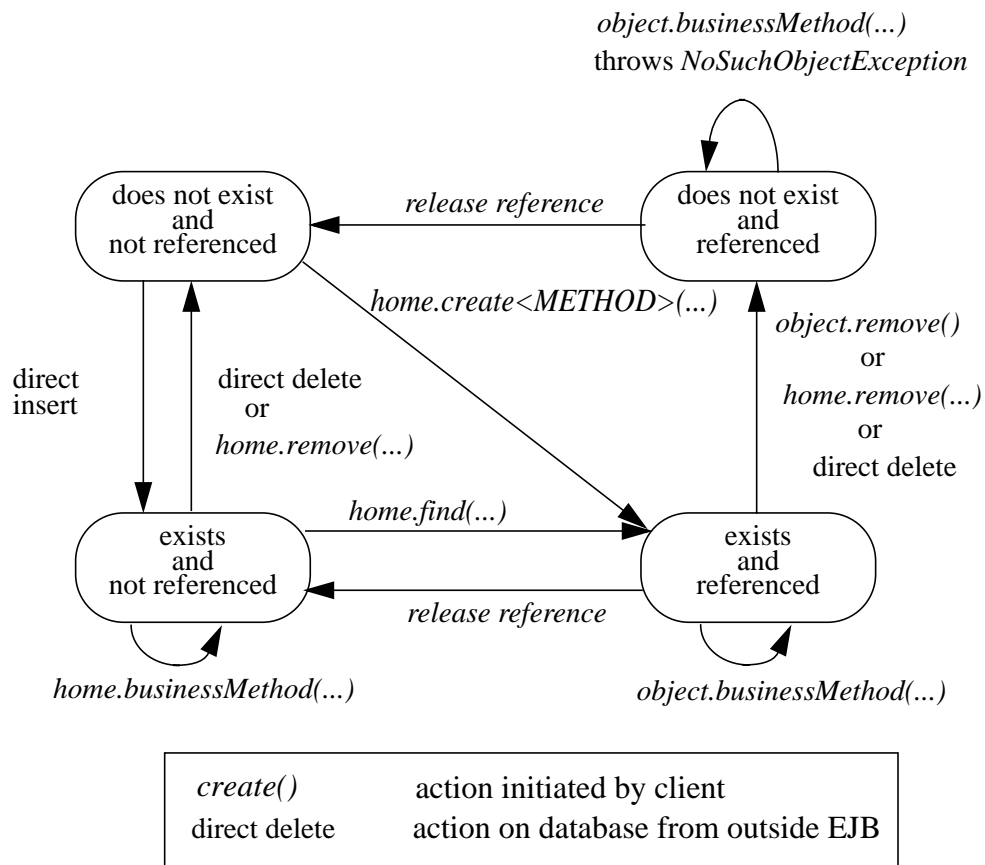 object.businessMethod(...)
throws NoSuchObjectException
does not exist
and
not referenced
release reference
does not exist
and
referenced
home.create<METHOD>(...)
direct
insert
direct delete
or
home.remove(...)
object.remove()
or
home.remove(...)
or
direct delete
exists
and
not referenced
home.find(...)
release reference
exists
and
referenced
home.businessMethod(...)
object.businessMethod(...)
create() action initiated by client
direct delete action on database from outside EJB